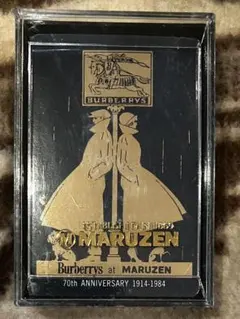 BURBERRYS
M MARUZEN
Burberrys at MARUZEN
70th ANNIVERSARY 1914-1984